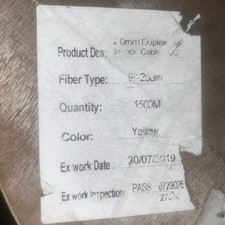 2.0mm Duplex
Product Des: Cable
Fiber Type:
Quantity: 1500M
Color: Yellow
Ex work Date: 30/07/2019
Ex work Inspection PASS